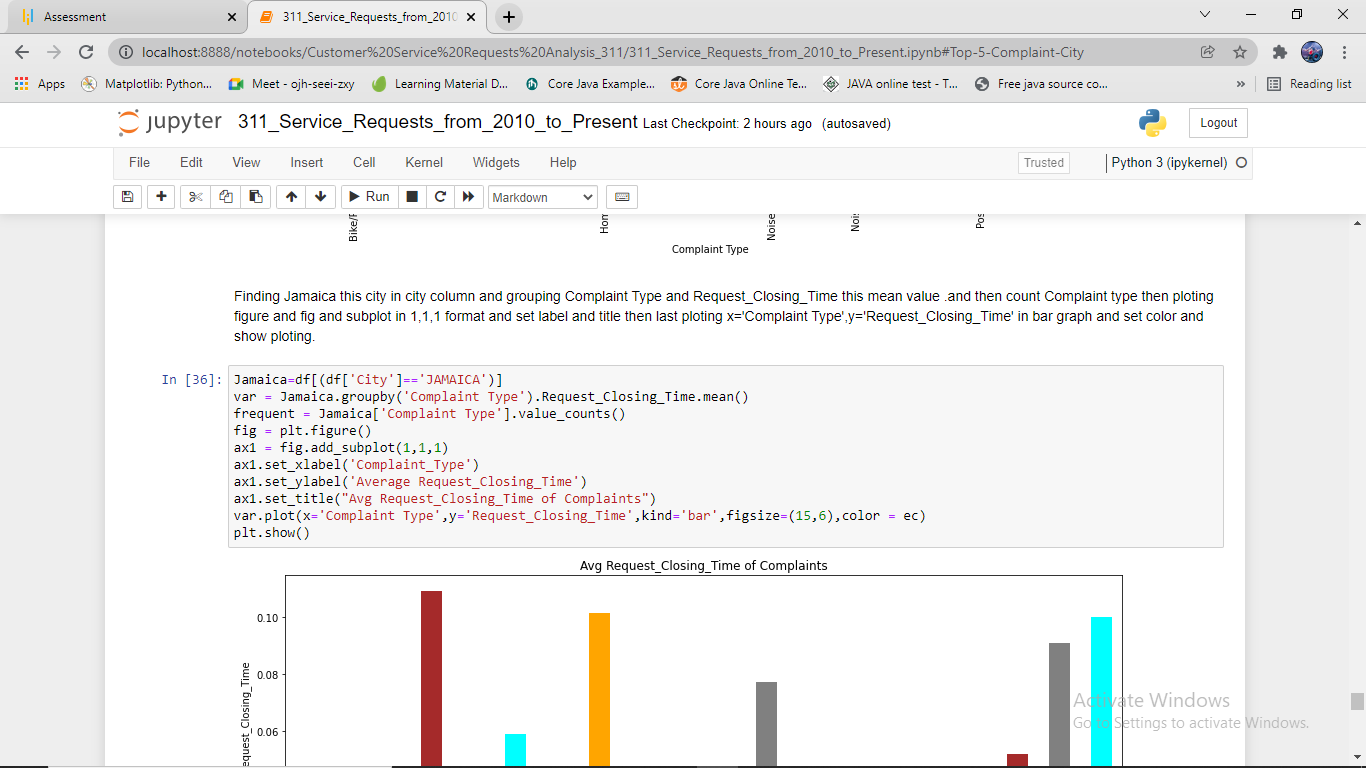 Assessment
311_Service_Requests_from_2010
localhost:8888/notebooks/Customer%20Service%20Requests%20Analysis_311/311_Service_Requests_from_2010_to_Present.ipynb#Top-5-Complaint-City
Apps Matplotlib: Python... Meet - ojh-seei-zxy Learning Material D... Core Java Example... Core Java Online Te... JAVA online test - T... Free java source co... » Reading list
jupyter 311_Service_Requests_from_2010_to_Present Last Checkpoint: 2 hours ago (autosaved) Logout
File Edit View Insert Cell Kernel Widgets Help Trusted Python 3 (ipykernel)
Run Markdown
Bike/
Noise
Complaint Type
Finding Jamaica this city in city column and grouping Complaint Type and Request_Closing_Time this mean value .and then count Complaint type then ploting
figure and fig and subplot in 1,1,1 format and set label and title then last ploting x='Complaint Type',y='Request_Closing_Time' in bar graph and set color and
show ploting.
In [36]: Jamaica=df[(df['City']=='JAMAICA')]
var = Jamaica.groupby('Complaint Type').Request_Closing_Time.mean()
frequent = Jamaica['Complaint Type'].value_counts()
fig = plt.figure()
ax1 = fig.add_subplot(1,1,1)
ax1.set_xlabel('Complaint_Type')
ax1.set_ylabel('Average Request_Closing_Time')
ax1.set_title("Avg Request_Closing_Time of Complaints")
var.plot(x='Complaint Type',y='Request_Closing_Time',kind='bar',figsize=(15,6),color = ec)
plt.show()
Avg Request_Closing_Time of Complaints
0.10
0.08
0.06
equest_Closing_Time
Activate Windows
Go to Settings to activate Windows.